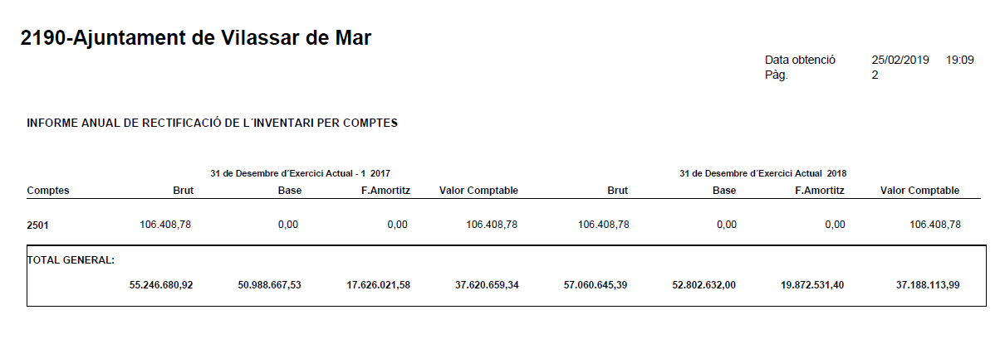 2190-Ajuntament de Vilassar de Mar
Data obtenció 25/02/2019 19:09
Pàg. 2
INFORME ANUAL DE RECTIFICACIÓ DE L´INVENTARI PER COMPTES
31 de Desembre d´Exercici Actual - 1 2017 31 de Desembre d´Exercici Actual 2018
Comptes Brut Base F.Amortitz Valor Comptable Brut Base F.Amortitz Valor Comptable
2501 106.408,78 0,00 0,00 106.408,78 106.408,78 0,00 0,00 106.408,78
TOTAL GENERAL:
55.246.680,92 50.988.667,53 17.626.021,58 37.620.659,34 57.060.645,39 52.802.632,00 19.872.531,40 37.188.113,99